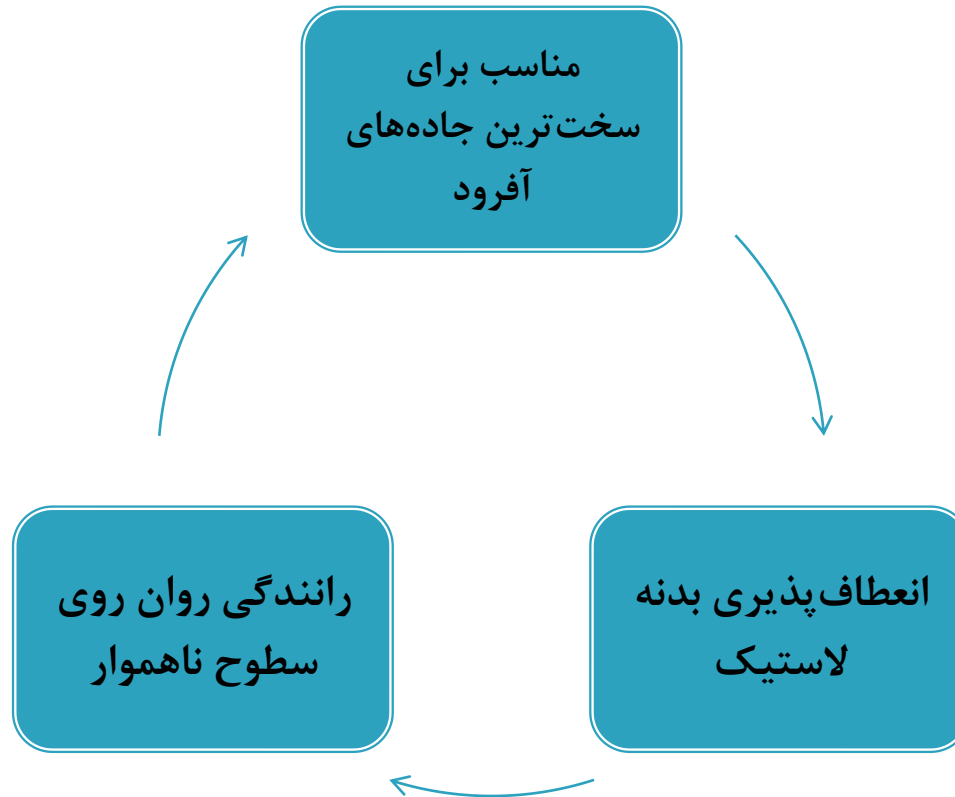 مناسب برای
سخت‌ترین جاده‌های
آفرود
انعطاف‌پذیری بدنه
لاستیک
رانندگی روان روی
سطوح ناهموار